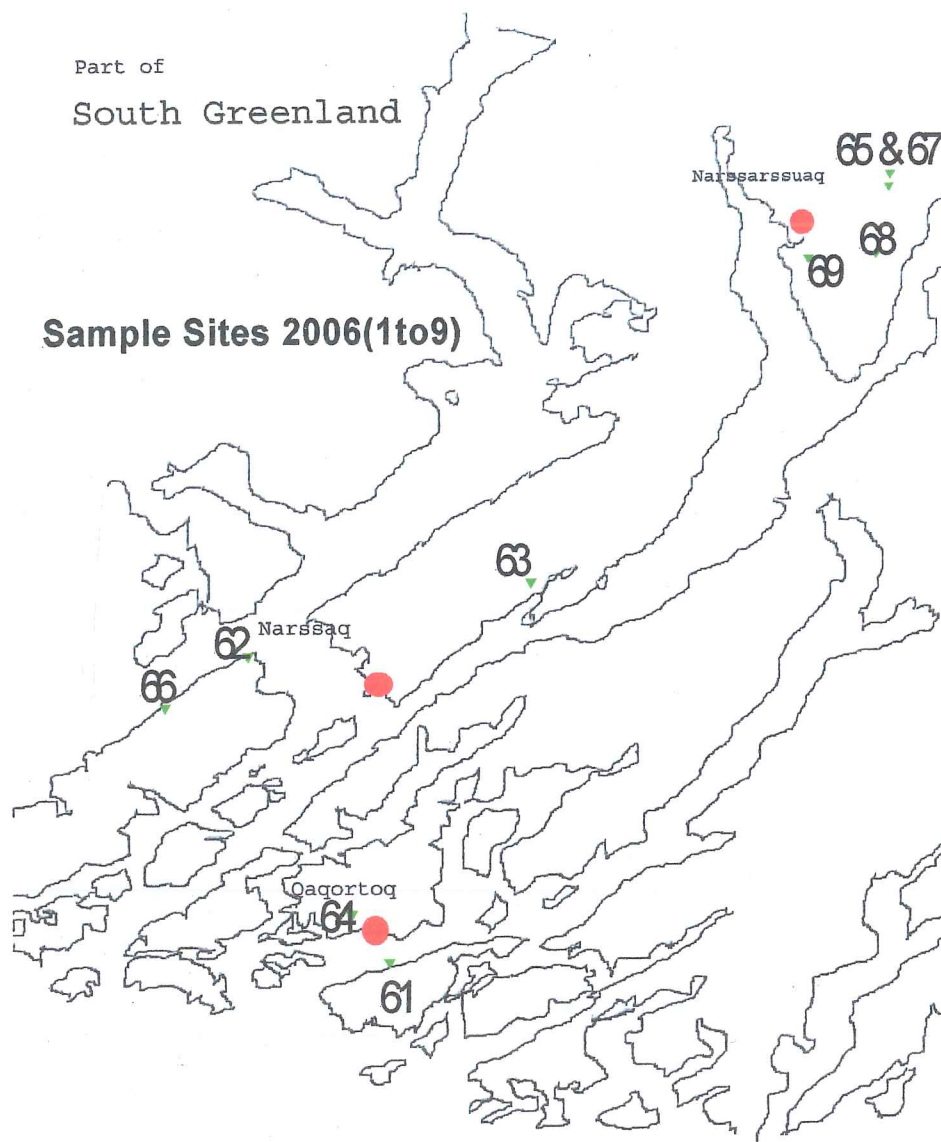 Part of
South Greenland
65 & 67
Narssarssuaq
68
69
Sample Sites 2006(1to9)
63
62 Narssaq
66
Qaqortoq
64
61